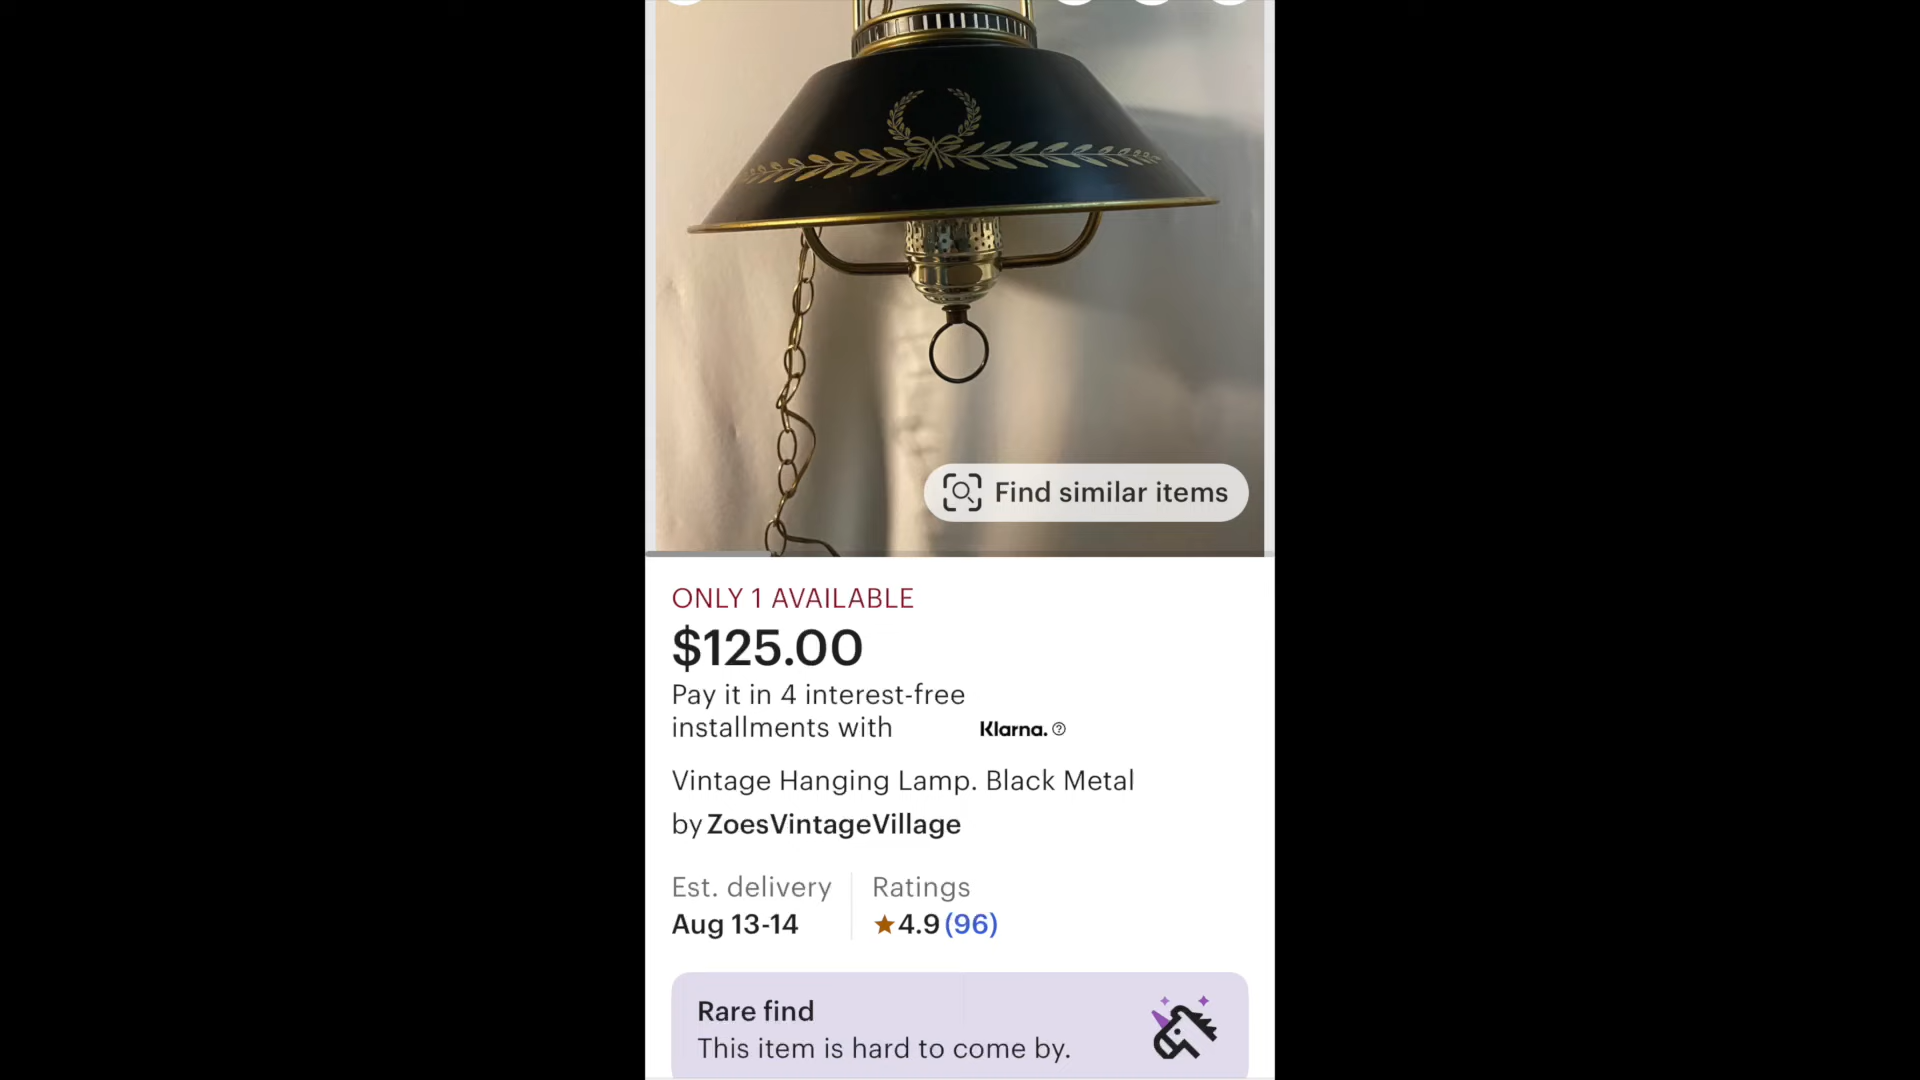 Find similar items
ONLY 1 AVAILABLE
$125.00
Pay it in 4 interest-free
installments with Klarna.
Vintage Hanging Lamp. Black Metal
by ZoesVintageVillage
Est. delivery
Aug 13-14
Ratings
★4.9 (96)
Rare find
This item is hard to come by.